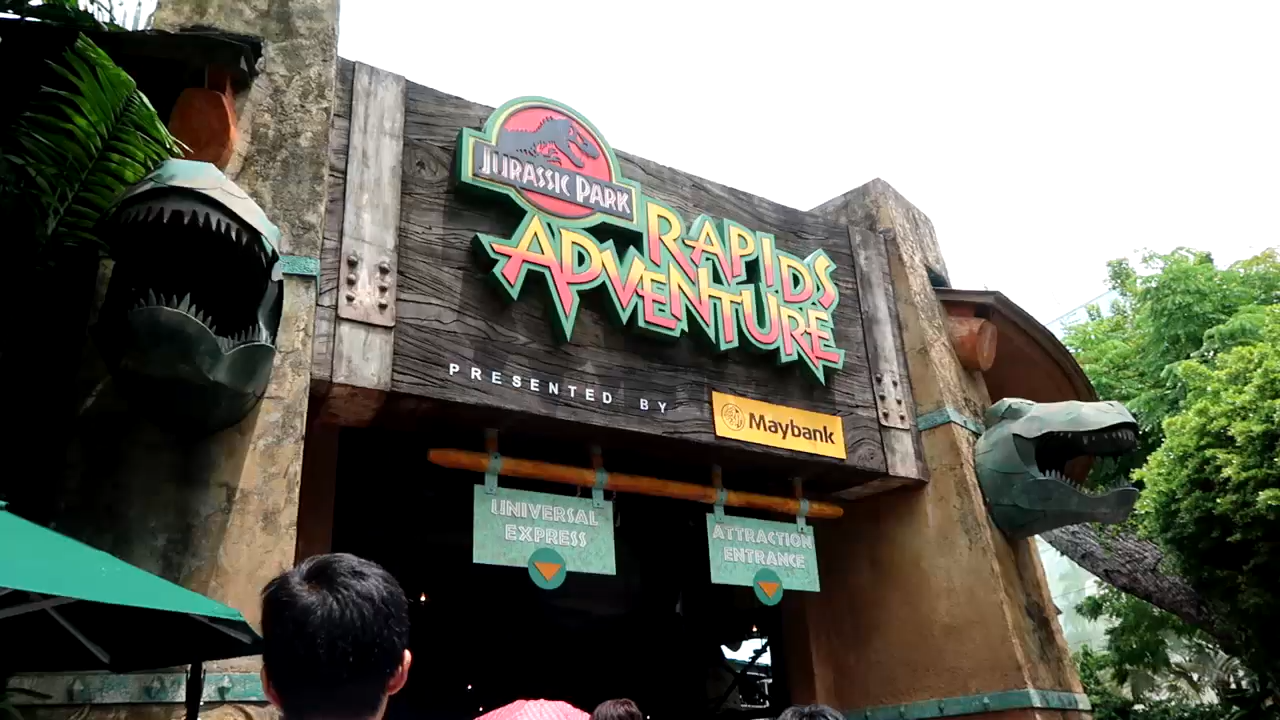 JURASSIC PARK
RAPIDS
ADVENTURE
PRESENTED BY
Maybank
UNIVERSAL
EXPRESS
ATTRACTION
ENTRANCE